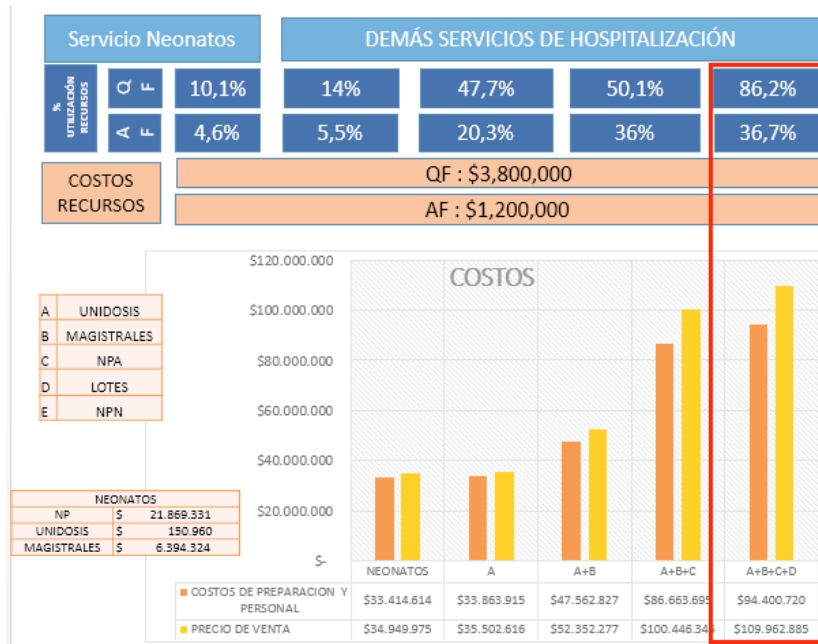 Servicio Neonatos
DEMÁS SERVICIOS DE HOSPITALIZACIÓN
% UTILIZACIÓN RECURSOS
Q F 10,1% 14% 47,7% 50,1% 86,2%
A F 4,6% 5,5% 20,3% 36% 36,7%
COSTOS RECURSOS
QF : $3,800,000
AF : $1,200,000
COSTOS
$120.000.000
$100.000.000
$80.000.000
$60.000.000
$40.000.000
$20.000.000
$-
A UNIDOSIS
B MAGISTRALES
C NPA
D LOTES
E NPN
NEONATOS
NP $ 21.869.331
UNIDOSIS $ 150.960
MAGISTRALES $ 6.394.324
NEONATOS A A+B A+B+C A+B+C+D
COSTOS DE PREPARACION Y PERSONAL $33.414.614 $33.863.915 $47.562.827 $86.663.695 $94.400.720
PRECIO DE VENTA $34.949.975 $35.502.616 $52.352.277 $100.446.346 $109.962.885